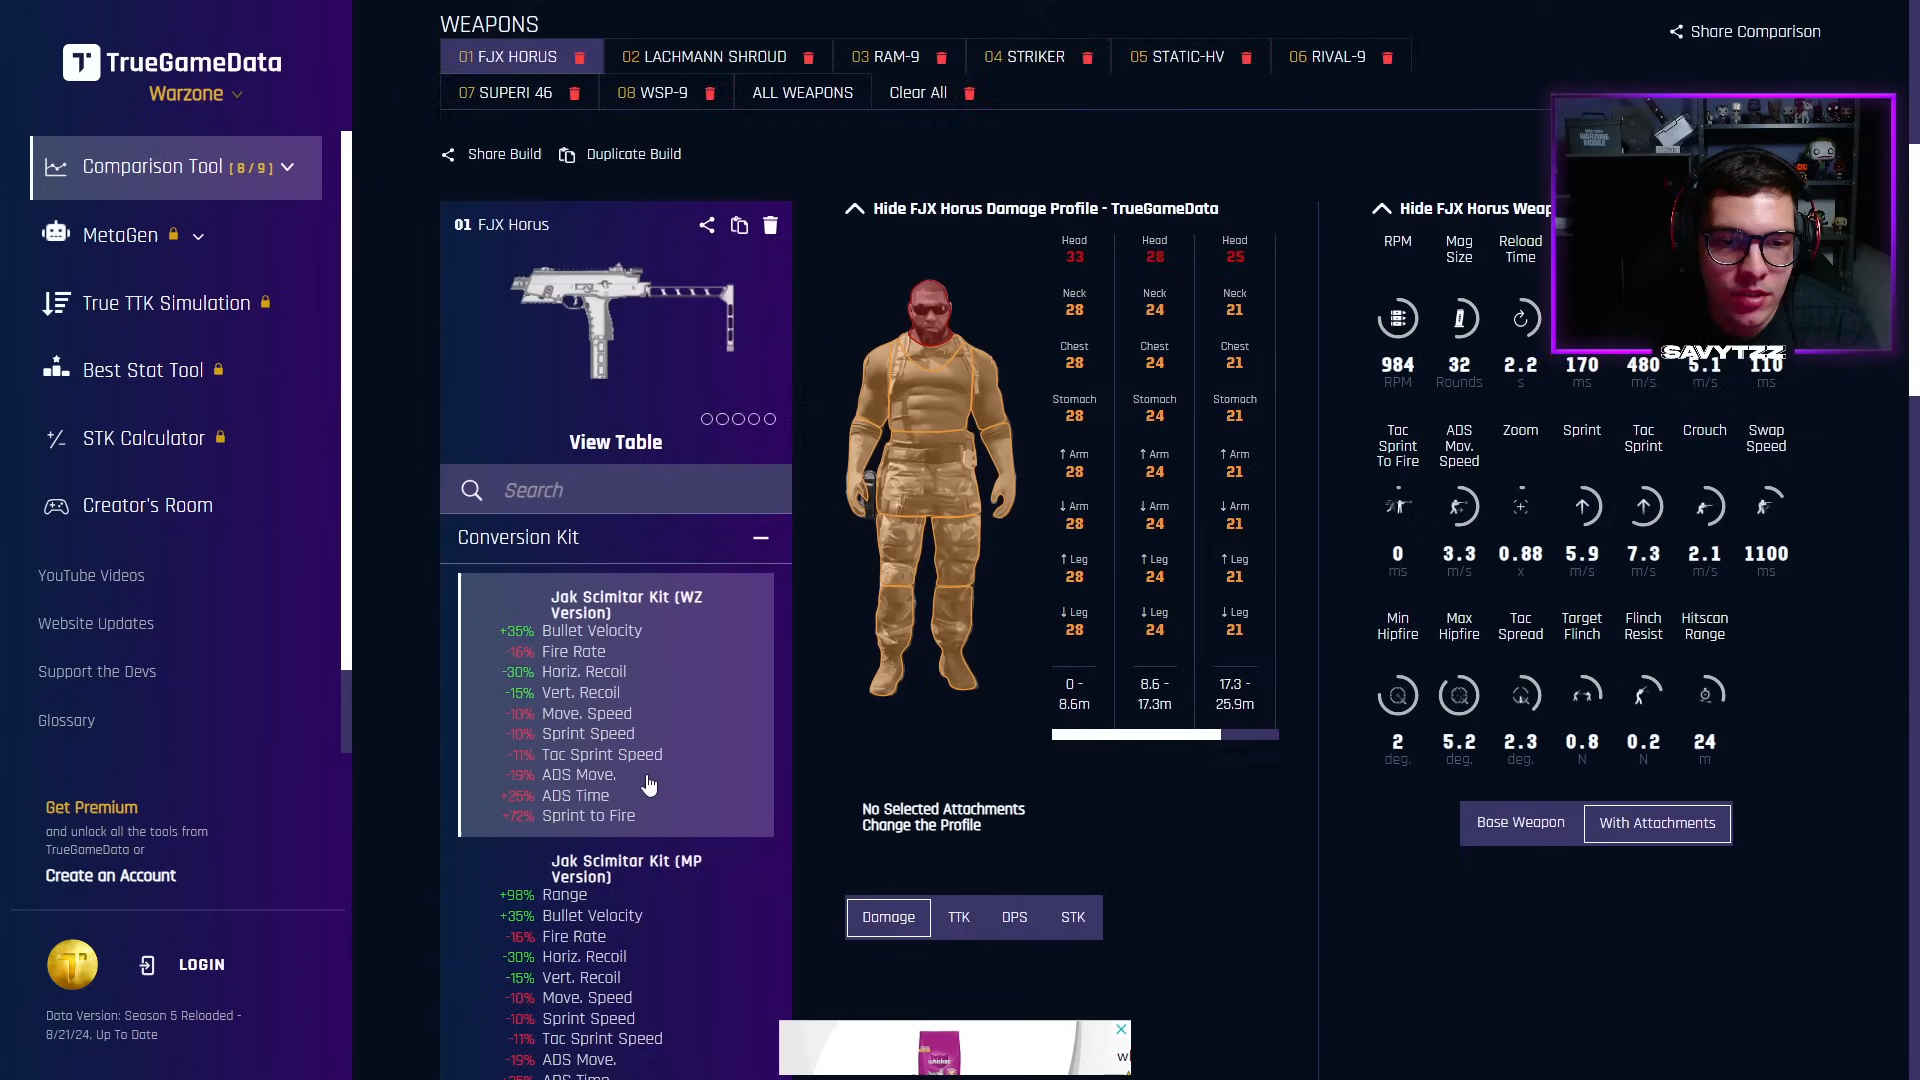 TrueGameData
Warzone
Comparison Tool [8/9]
MetaGen
True TTK Simulation
Best Stat Tool
STK Calculator
Creator's Room
YouTube Videos
Website Updates
Support the Devs
Glossary
Get Premium
and unlock all the tools from
TrueGameData or
Create an Account
LOGIN
Data Version: Season 5 Reloaded -
8/21/24, Up To Date
WEAPONS
Share Comparison
01 FJX HORUS 02 LACHMANN SHROUD 03 RAM-9 04 STRIKER 05 STATIC-HV 06 RIVAL-9
07 SUPERI 46 08 WSP-9 ALL WEAPONS Clear All
Share Build Duplicate Build
01 FJX Horus
View Table
Search
Conversion Kit
Jak Scimitar Kit (WZ
Version)
+35% Bullet Velocity
-16% Fire Rate
-30% Horiz. Recoil
-15% Vert. Recoil
-10% Move. Speed
-10% Sprint Speed
-11% Tac Sprint Speed
-19% ADS Move.
+25% ADS Time
+72% Sprint to Fire
Jak Scimitar Kit (MP
Version)
+98% Range
+35% Bullet Velocity
-16% Fire Rate
-30% Horiz. Recoil
-15% Vert. Recoil
-10% Move. Speed
-10% Sprint Speed
-11% Tac Sprint Speed
-19% ADS Move.
Hide FJX Horus Damage Profile - TrueGameData
Head Head Head
33 28 25
Neck Neck Neck
28 24 21
Chest Chest Chest
28 24 21
Stomach Stomach Stomach
28 24 21
↑ Arm ↑ Arm ↑ Arm
28 24 21
↓ Arm ↓ Arm ↓ Arm
28 24 21
↑ Leg ↑ Leg ↑ Leg
28 24 21
↓ Leg ↓ Leg ↓ Leg
28 24 21
0 - 8.6 - 17.3 -
8.6m 17.3m 25.9m
No Selected Attachments
Change the Profile
Damage TTK DPS STK
Hide FJX Horus Weap
RPM Mag Reload
Size Time
SAVYTZZ
984 32 2.2 170 480 5.1 110
RPM Rounds s ms m/s m/s ms
Tac ADS Zoom Sprint Tac Crouch Swap
Sprint Mov. Sprint Speed
To Fire Speed
0 3.3 0.88 5.9 7.3 2.1 1100
ms m/s x m/s m/s m/s ms
Min Max Tac Target Flinch Hitscan
Hipfire Hipfire Spread Flinch Resist Range
2 5.2 2.3 0.8 0.2 24
deg. deg. deg. N N m
Base Weapon With Attachments
whiskas